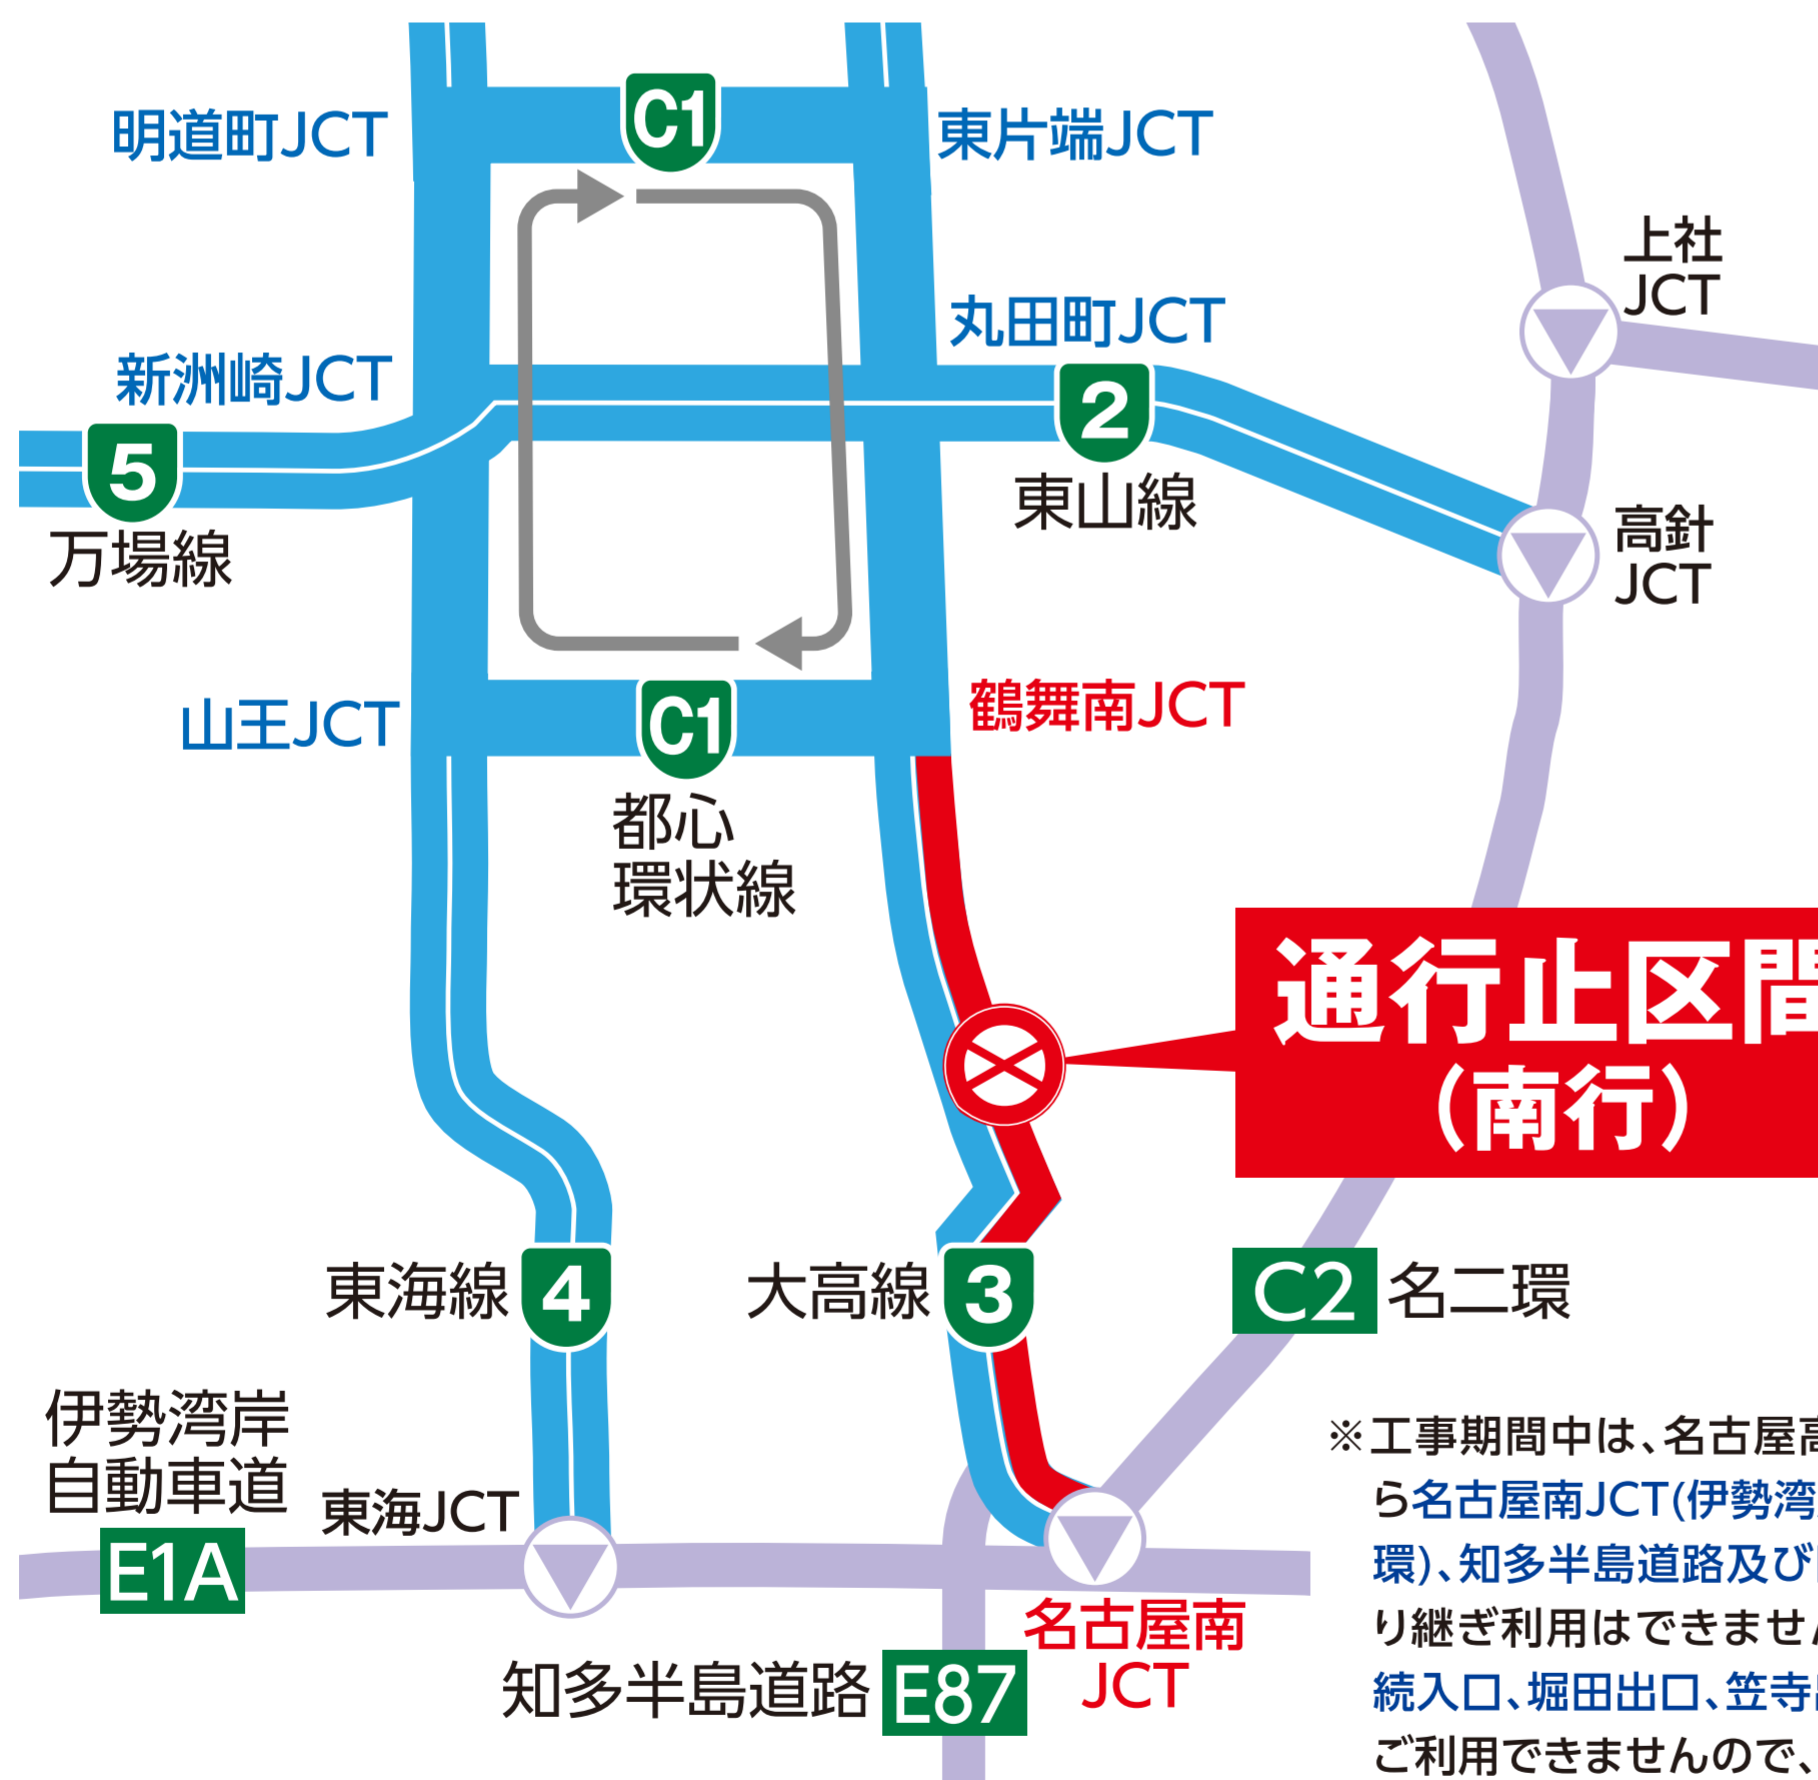 C1
明道町JCT
東片端JCT
上社
JCT
丸田町JCT
新洲崎JCT
2
5
東山線
万場線
高針
JCT
鶴舞南JCT
山王JCT
C1
都心
環状線
通行止区間
(南行)
東海線
4
大高線
3
C2
名二環
伊勢湾岸
自動車道
東海JCT
E1A
名古屋南
JCT
知多半島道路
E87
※工事期間中は、名古屋高
ら名古屋南JCT(伊勢湾
環)、知多半島道路及び
り継ぎ利用はできません
続入口、堀田出口、笠寺
ご利用できませんので、